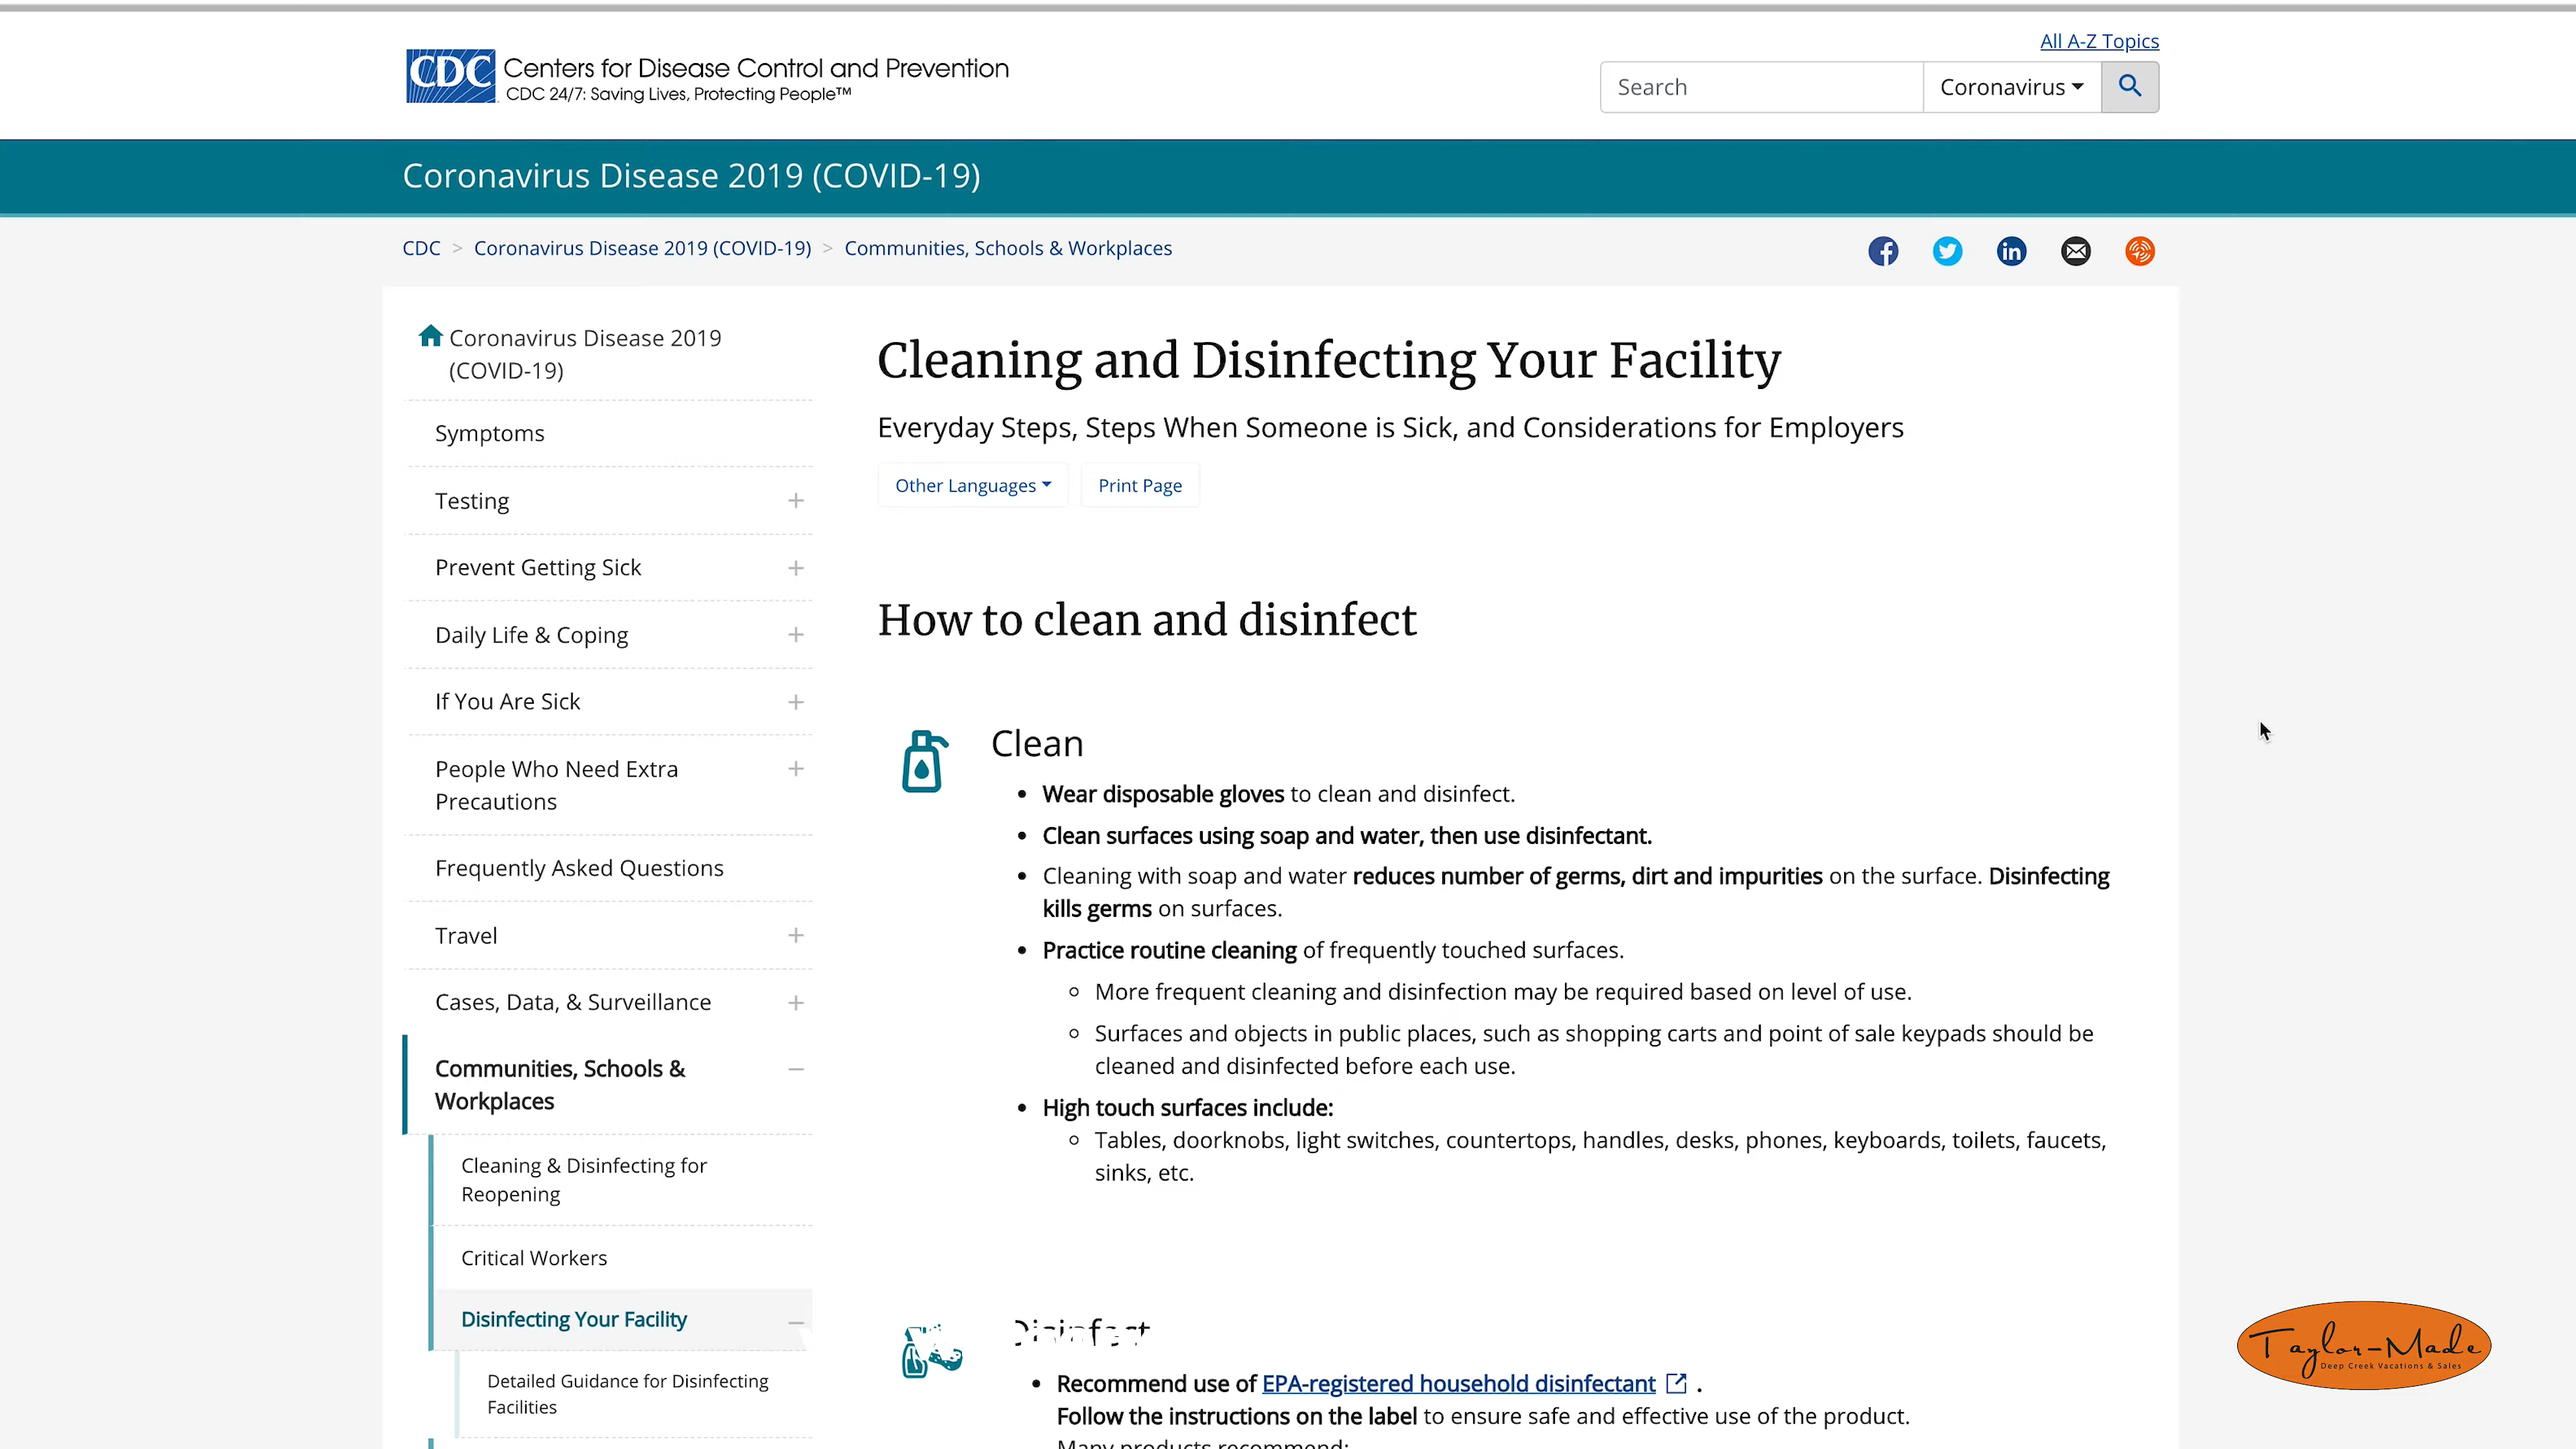 All A-Z Topics
CDC Centers for Disease Control and Prevention
CDC 24/7: Saving Lives, Protecting People™
Search
Coronavirus
Coronavirus Disease 2019 (COVID-19)
CDC > Coronavirus Disease 2019 (COVID-19) > Communities, Schools & Workplaces
Coronavirus Disease 2019
(COVID-19)
Symptoms
Testing
Prevent Getting Sick
Daily Life & Coping
If You Are Sick
People Who Need Extra
Precautions
Frequently Asked Questions
Travel
Cases, Data, & Surveillance
Communities, Schools &
Workplaces
Cleaning & Disinfecting for
Reopening
Critical Workers
Disinfecting Your Facility
Detailed Guidance for Disinfecting
Facilities
Cleaning and Disinfecting Your Facility
Everyday Steps, Steps When Someone is Sick, and Considerations for Employers
Other Languages
Print Page
How to clean and disinfect
Clean
• Wear disposable gloves to clean and disinfect.
• Clean surfaces using soap and water, then use disinfectant.
• Cleaning with soap and water reduces number of germs, dirt and impurities on the surface. Disinfecting
kills germs on surfaces.
• Practice routine cleaning of frequently touched surfaces.
○ More frequent cleaning and disinfection may be required based on level of use.
○ Surfaces and objects in public places, such as shopping carts and point of sale keypads should be
cleaned and disinfected before each use.
• High touch surfaces include:
○ Tables, doorknobs, light switches, countertops, handles, desks, phones, keyboards, toilets, faucets,
sinks, etc.
Disinfect
• Recommend use of EPA-registered household disinfectant .
Follow the instructions on the label to ensure safe and effective use of the product.
Many products recommend:
Taylor-Made
Deep Creek Vacations & Sales